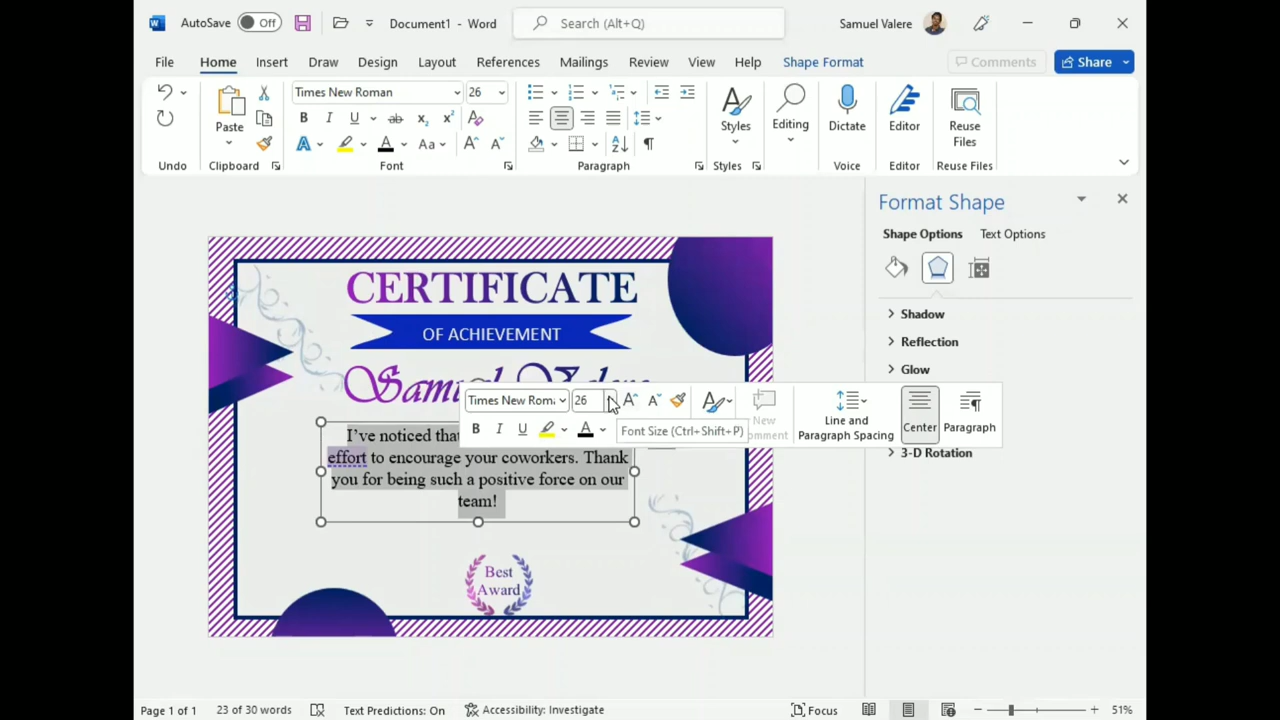 AutoSave
Off
Document1 - Word
Search (Alt+Q)
Samuel Valere
File
Home
Insert
Draw
Design
Layout
References
Mailings
Review
View
Help
Shape Format
Comments
Share
Times New Roman
26
Paste
Styles
Editing
Dictate
Editor
Reuse
Files
Undo
Clipboard
Font
Paragraph
Styles
Voice
Editor
Reuse Files
Format Shape
Shape Options
Text Options
Shadow
Reflection
Glow
3-D Rotation
CERTIFICATE
OF ACHIEVEMENT
Times New Roma
26
Line and
Paragraph Spacing
Center
Paragraph
New
Font Size (Ctrl+Shift+P)
I’ve noticed that
effort to encourage your coworkers. Thank
you for being such a positive force on our
team!
Best
Award
Page 1 of 1
23 of 30 words
Text Predictions: On
Accessibility: Investigate
Focus
51%